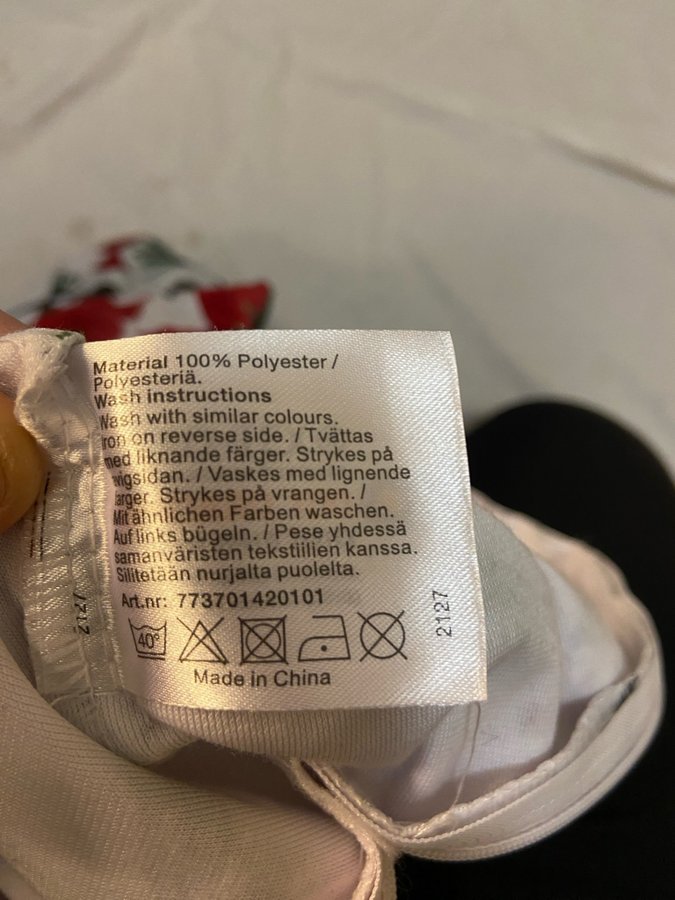 Material 100% Polyester /
Polyesteriä.
Wash instructions
Wash with similar colours.
Iron on reverse side. / Tvättas
med liknande färger. Strykes på
avigsidan. / Vaskes med lignende
farger. Strykes på vrangen. /
Mit ähnlichen Farben waschen.
Auf links bügeln. / Pese yhdessä
samanväristen tekstiilien kanssa.
Silitetään nurjalta puolelta.
Art.nr: 773701420101
40°
Made in China
2127
2127